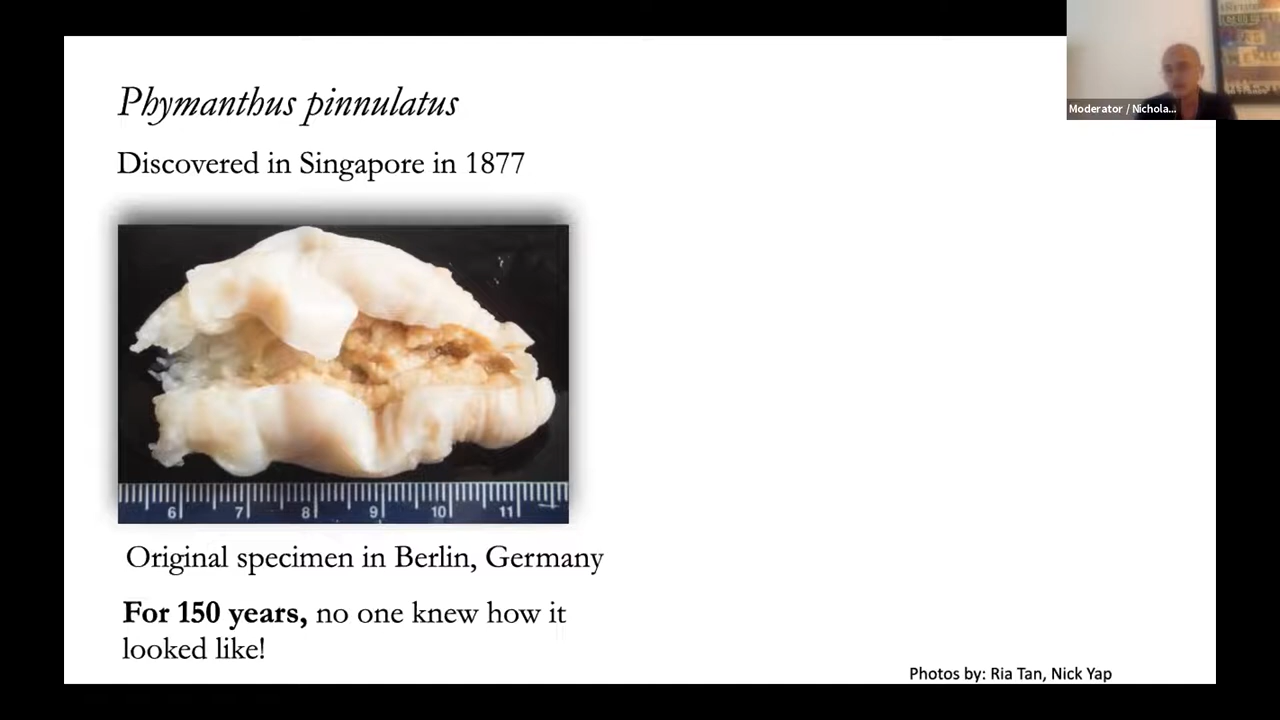 Phymanthus pinnulatus
Discovered in Singapore in 1877
6 7 8 9 10 11
Original specimen in Berlin, Germany
For 150 years, no one knew how it
looked like!
Photos by: Ria Tan, Nick Yap
Moderator / Nichola...